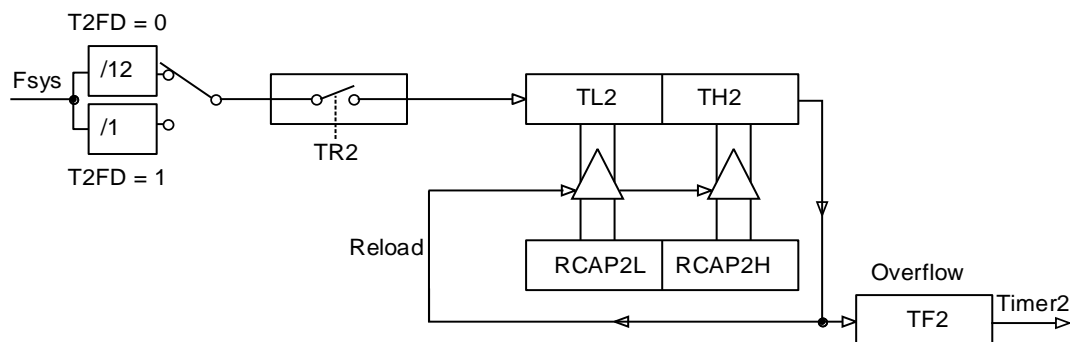 T2FD = 0
Fsys
/12
/1
T2FD = 1
TR2
TL2
TH2
Reload
RCAP2L
RCAP2H
Overflow
TF2
Timer2